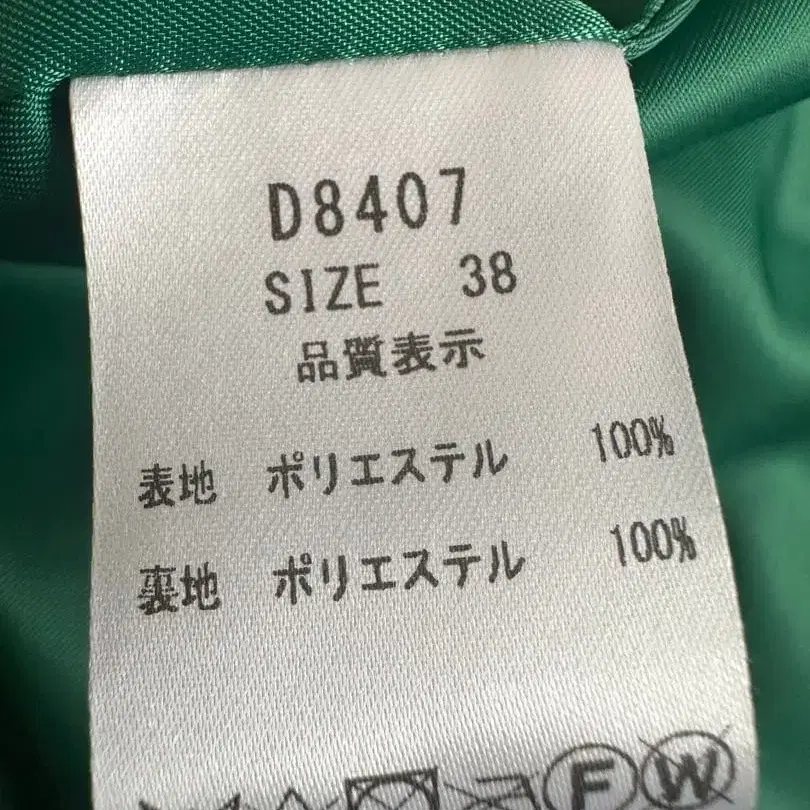 D8407
SIZE 38
品質表示
表地 ポリエステル 100%
裏地 ポリエステル 100%
F W